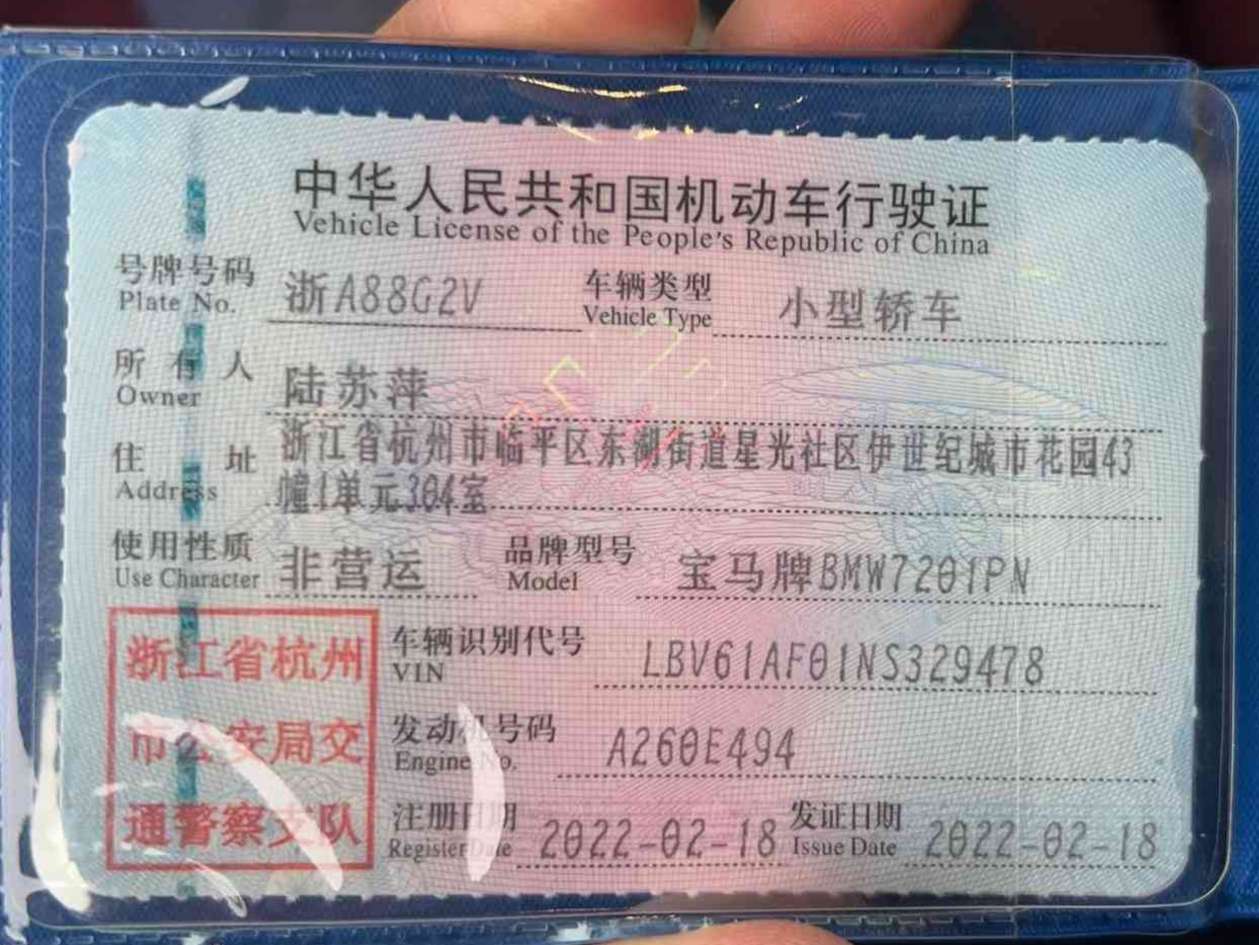 中华人民共和国机动车行驶证
Vehicle License of the People's Republic of China
号牌号码 浙A88G2V 车辆类型 小型轿车
Plate No. Vehicle Type
所有人 陆苏萍
Owner
住址 浙江省杭州市临平区东湖街道星光社区伊世纪城市花园43
Address 幢1单元304室
使用性质 非营运 品牌型号 宝马牌BMW7201PN
Use Character Model
浙江省杭州
市公安局交
通警察支队
车辆识别代号 LBV61AF01NS329478
VIN
发动机号码 A260E494
Engine No.
注册日期 2022-02-18 发证日期 2022-02-18
Register Date Issue Date